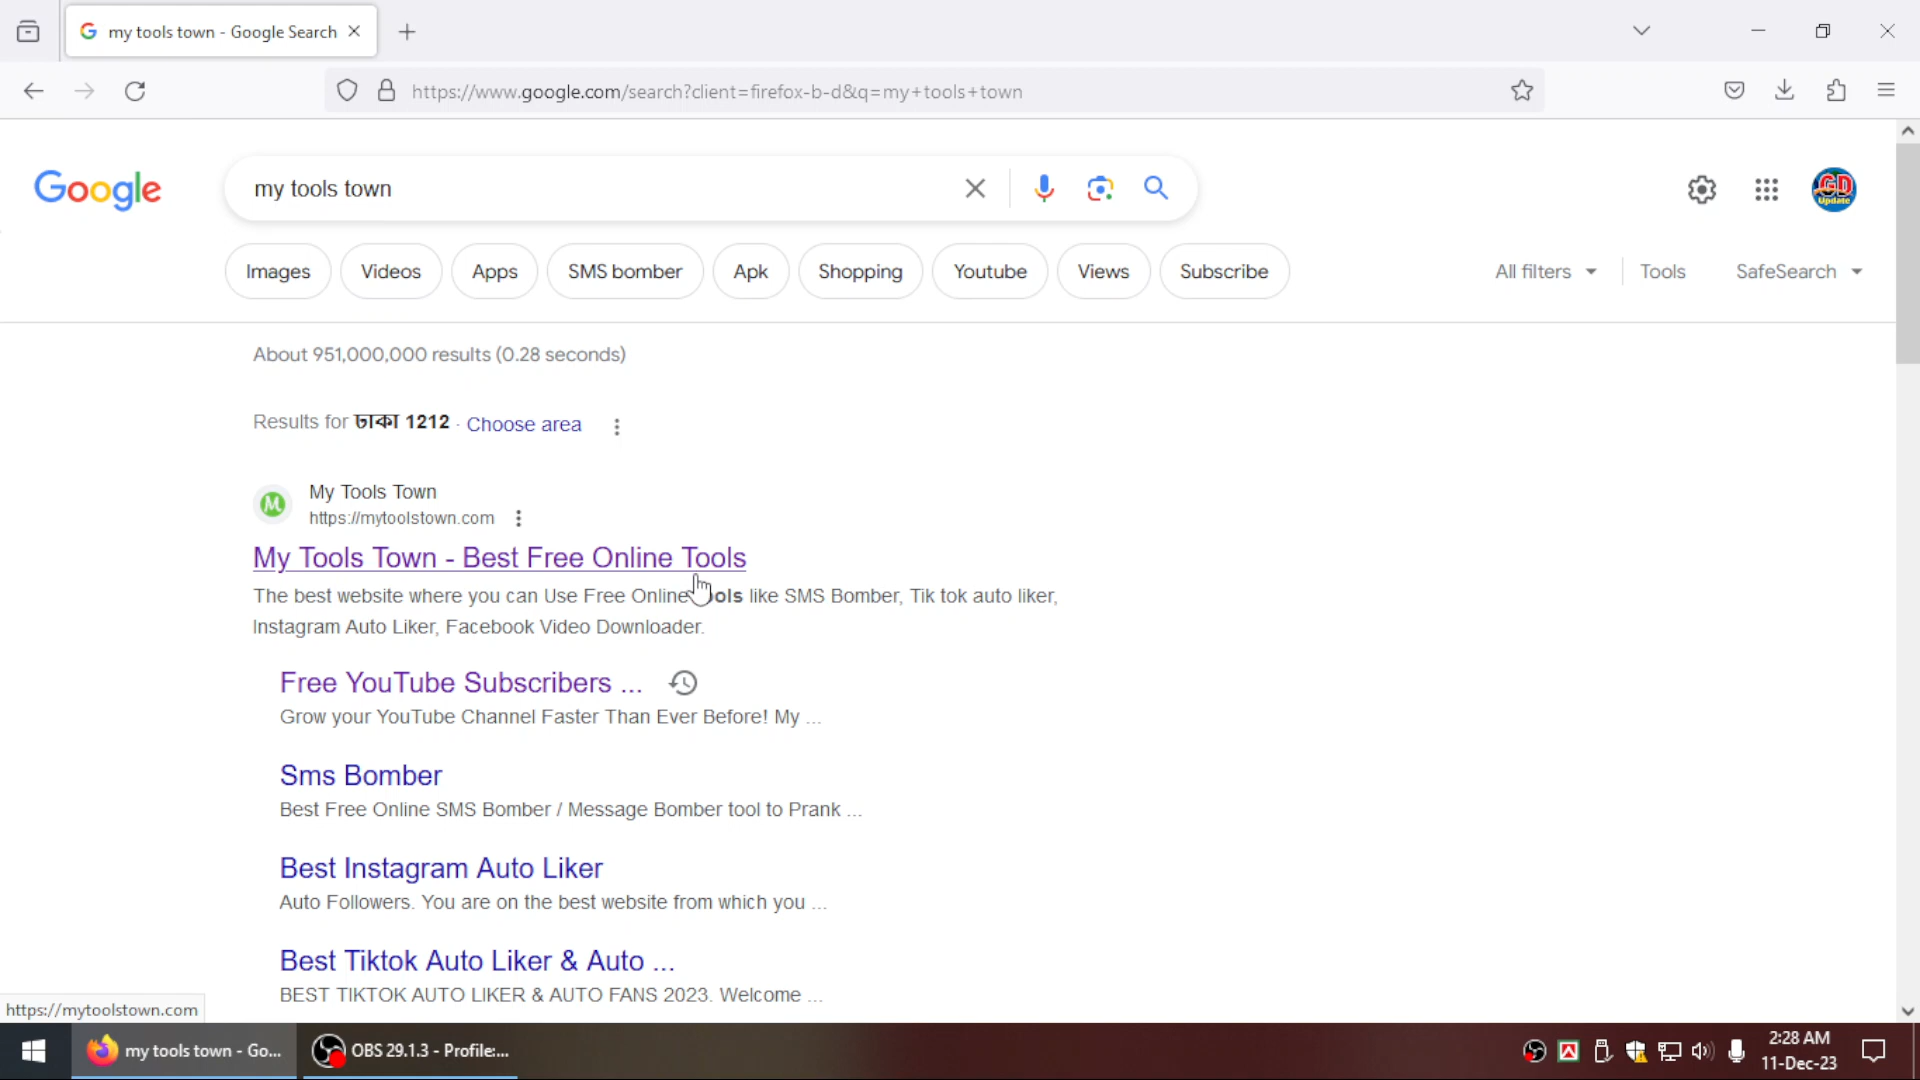 my tools town - Google Search
https://www.google.com/search?client=firefox-b-d&q=my+tools+town
Google
my tools town
GD
Update
Images
Videos
Apps
SMS bomber
Apk
Shopping
Youtube
Views
Subscribe
All filters
Tools
SafeSearch
About 951,000,000 results (0.28 seconds)
Results for ঢাকা 1212 · Choose area
M
My Tools Town
https://mytoolstown.com
My Tools Town - Best Free Online Tools
The best website where you can Use Free Online Tools like SMS Bomber, Tik tok auto liker,
Instagram Auto Liker, Facebook Video Downloader.
Free YouTube Subscribers ...
Grow your YouTube Channel Faster Than Ever Before! My ...
Sms Bomber
Best Free Online SMS Bomber / Message Bomber tool to Prank ...
Best Instagram Auto Liker
Auto Followers. You are on the best website from which you ...
Best Tiktok Auto Liker & Auto ...
BEST TIKTOK AUTO LIKER & AUTO FANS 2023. Welcome ...
https://mytoolstown.com
my tools town - Go...
OBS 29.1.3 - Profile:...
2:28 AM
11-Dec-23